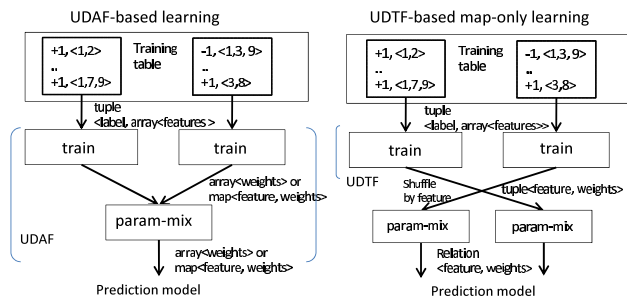 UDAF-based learning
+1, <1,2>
..
+1, <1,7,9>
Training
table
-1, <1,3, 9>
..
+1, <3,8>
tuple
<label, array<features >
train
train
array<weights> or
map<feature, weights>
param-mix
UDAF
array<weights> or
map<feature, weights>
Prediction model
UDTF-based map-only learning
+1, <1,2>
..
+1, <1,7,9>
Training
table
-1, <1,3, 9>
..
+1, <3,8>
tuple
<label, array<features>>
train
train
UDTF
Shuffle
by feature
tuple<feature, weights>
param-mix
param-mix
Relation
<feature, weights>
Prediction model